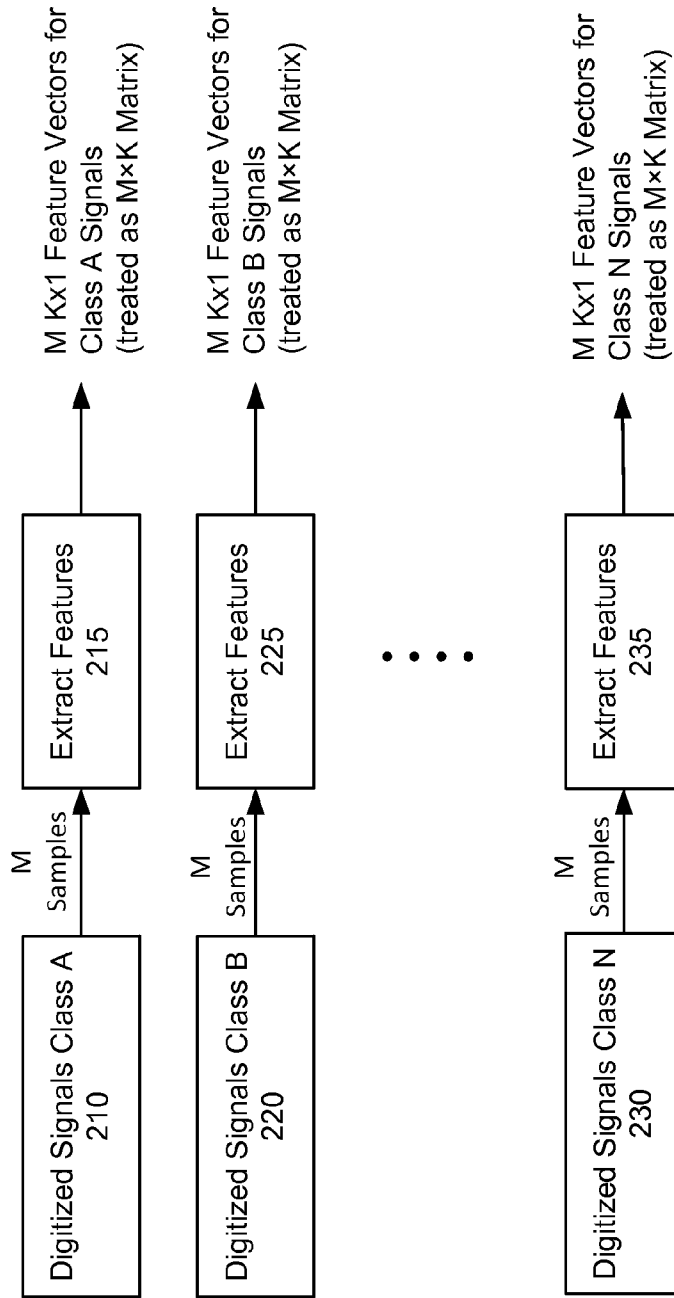 Digitized Signals Class A
210
M
Samples
Extract Features
215
M Kx1 Feature Vectors for
Class A Signals
(treated as M×K Matrix)
Digitized Signals Class B
220
M
Samples
Extract Features
225
M Kx1 Feature Vectors for
Class B Signals
(treated as M×K Matrix)
Digitized Signals Class N
230
M
Samples
Extract Features
235
M Kx1 Feature Vectors for
Class N Signals
(treated as M×K Matrix)